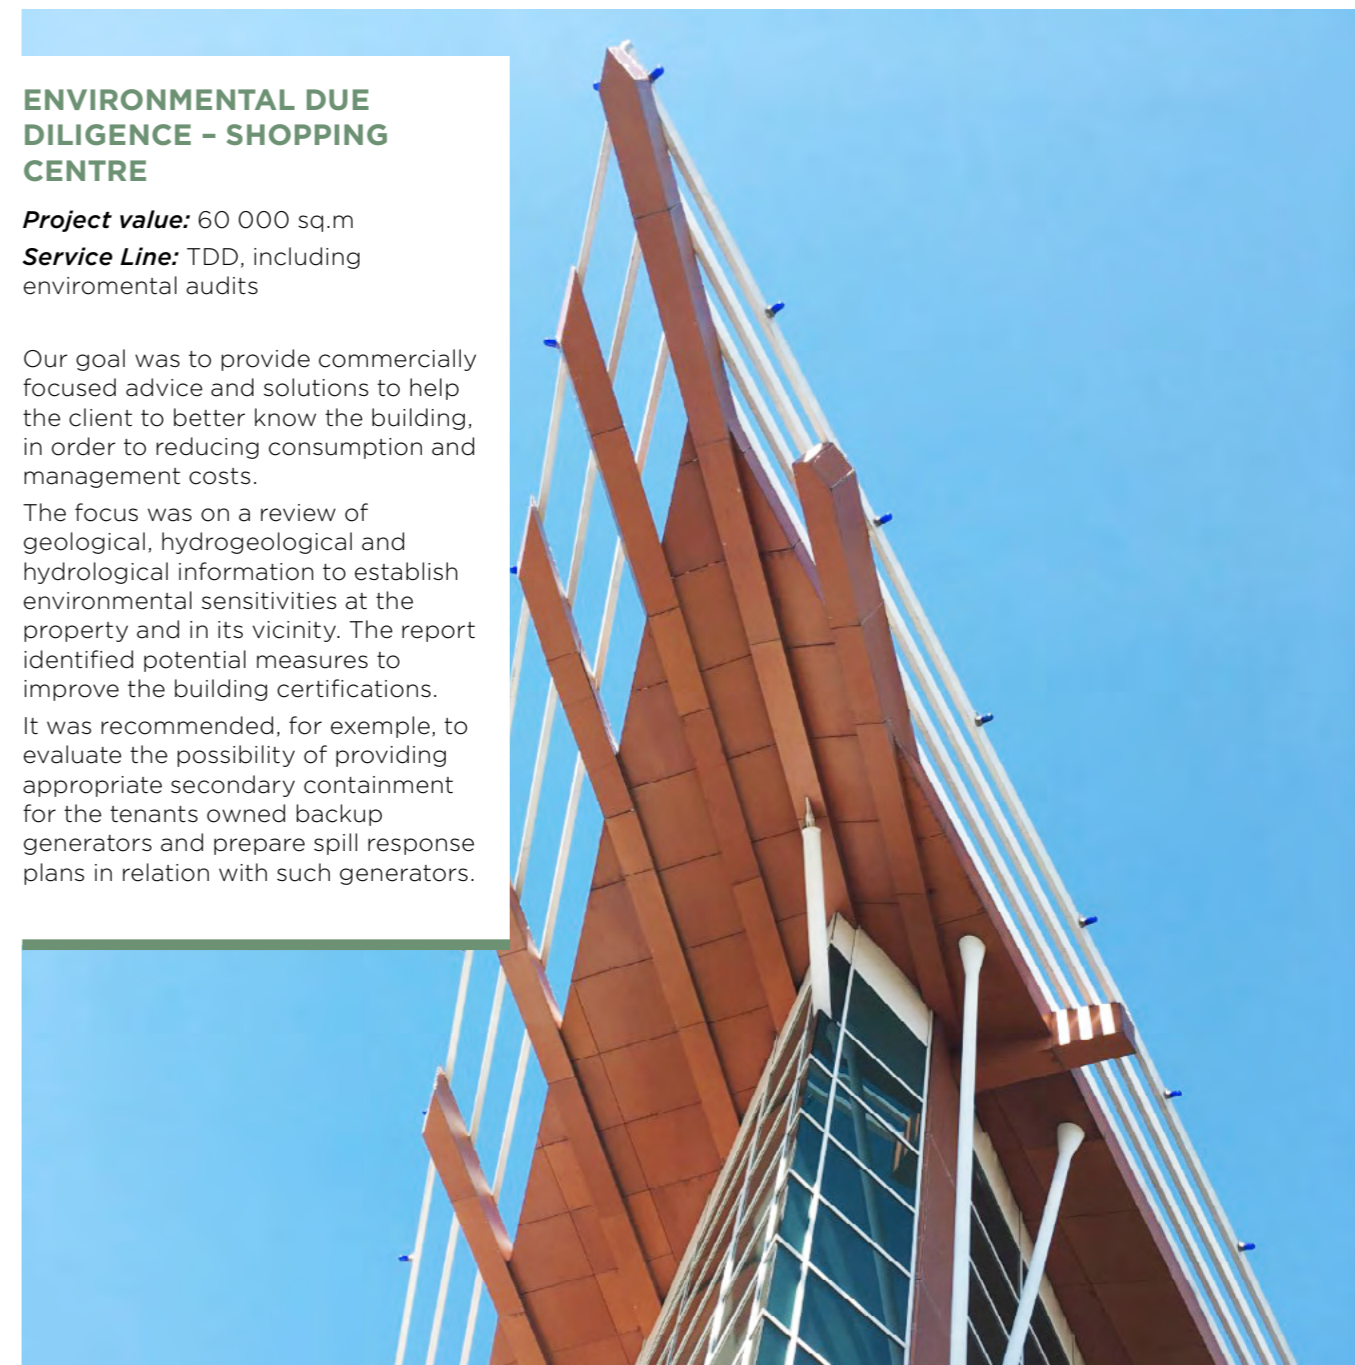 ENVIRONMENTAL DUE
DILIGENCE – SHOPPING
CENTRE
Project value: 60 000 sq.m
Service Line: TDD, including
enviromental audits
Our goal was to provide commercially
focused advice and solutions to help
the client to better know the building,
in order to reducing consumption and
management costs.
The focus was on a review of
geological, hydrogeological and
hydrological information to establish
environmental sensitivities at the
property and in its vicinity. The report
identified potential measures to
improve the building certifications.
It was recommended, for exemple, to
evaluate the possibility of providing
appropriate secondary containment
for the tenants owned backup
generators and prepare spill response
plans in relation with such generators.